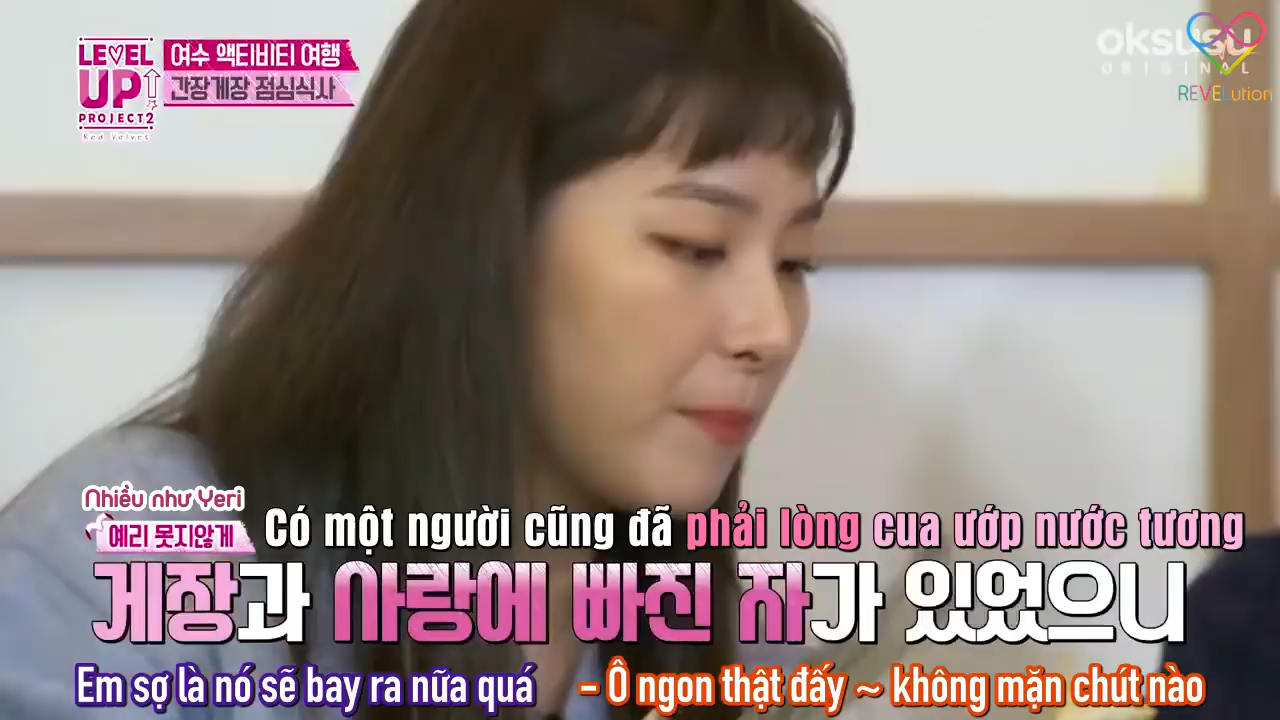 LEVEL
UP
PROJECT2
Red Velvet
여수 액티비티 여행
간장게장 점심식사
oksusu
ORIGINAL
REVELution
Nhiều như Yeri
예리 못지않게
Có một người cũng đã phải lòng cua ướp nước tương
게장과 사랑에 빠진 자가 있었으니
Em sợ là nó sẽ bay ra nữa quá
- Ô ngon thật đấy ~ không mặn chút nào